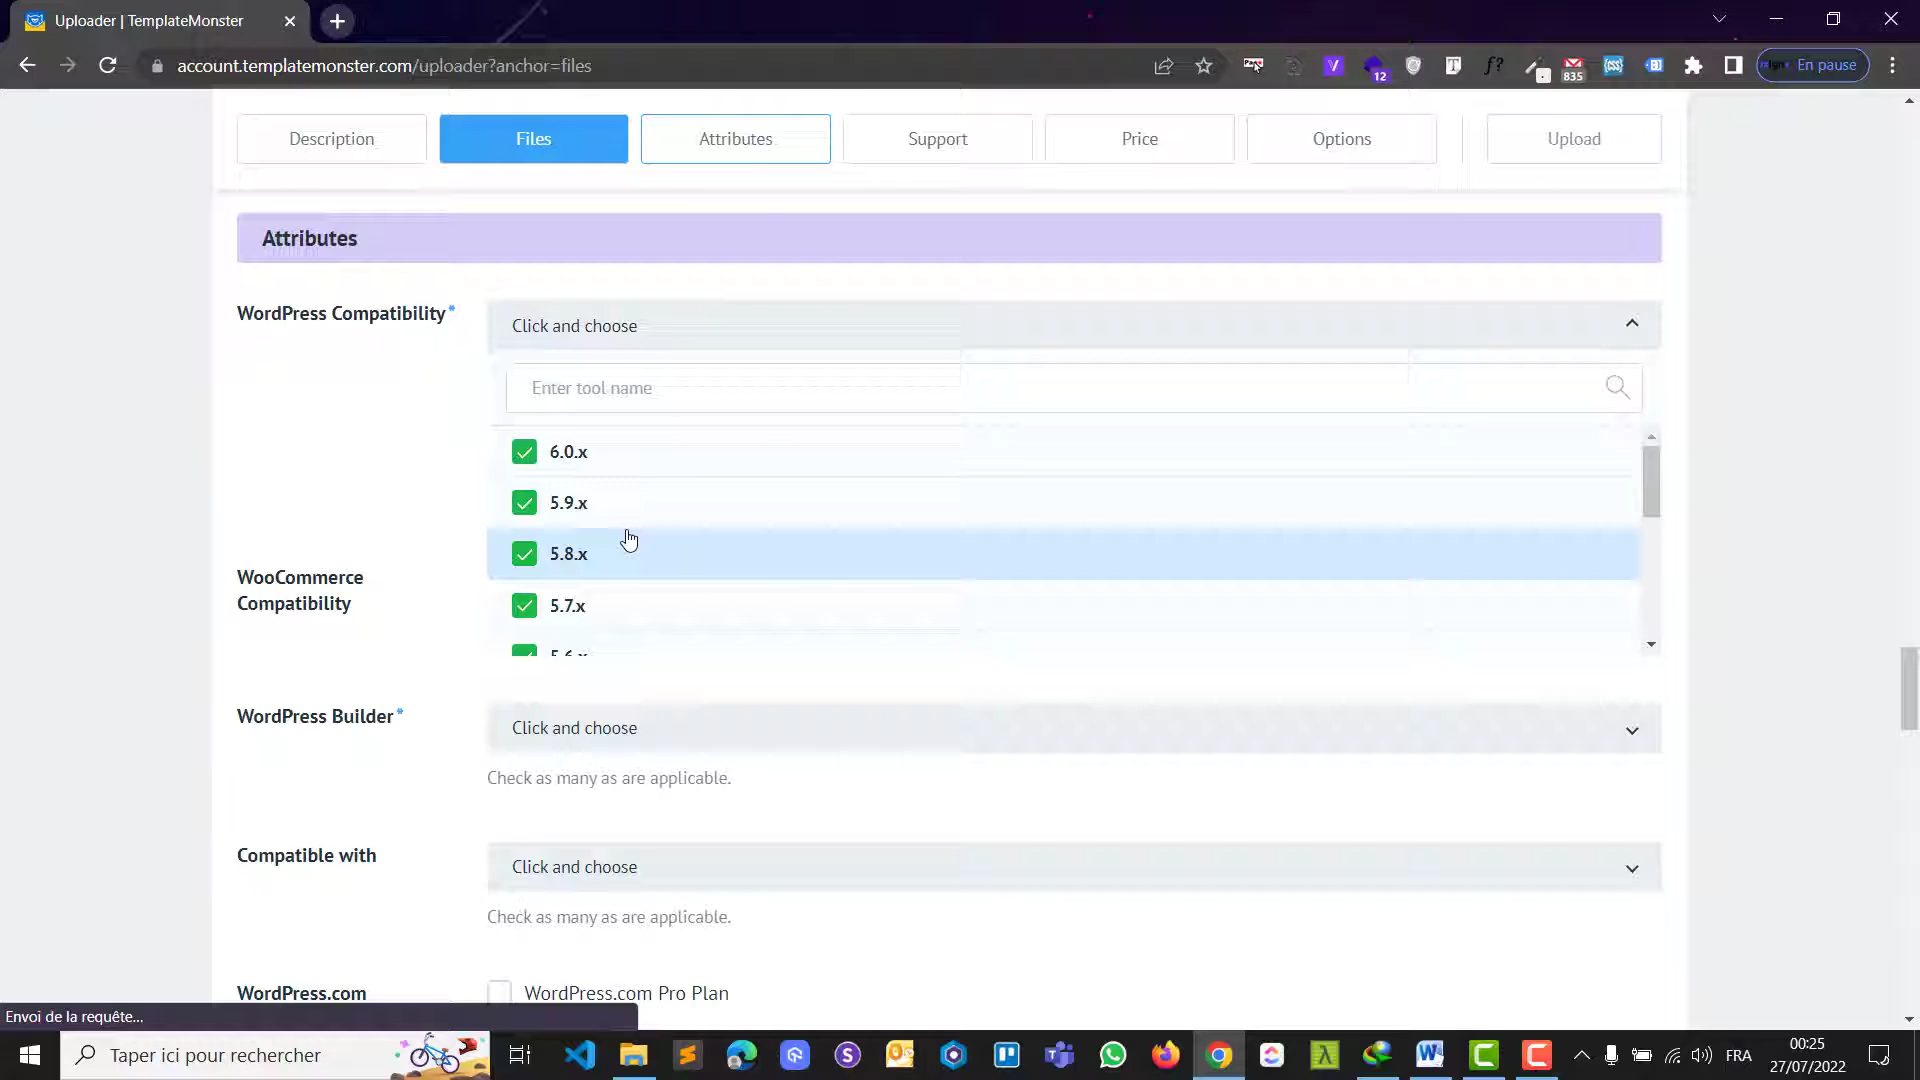 Uploader | TemplateMonster
account.templatemonster.com/uploader?anchor=files
12
835
En pause
Description
Files
Attributes
Support
Price
Options
Upload
Attributes
WordPress Compatibility*
Click and choose
Enter tool name
6.0.x
5.9.x
5.8.x
5.7.x
5.6.x
WooCommerce
Compatibility
WordPress Builder*
Click and choose
Check as many as are applicable.
Compatible with
Click and choose
Check as many as are applicable.
WordPress.com
WordPress.com Pro Plan
Envoi de la requête...
Taper ici pour rechercher
FRA
00:25
27/07/2022